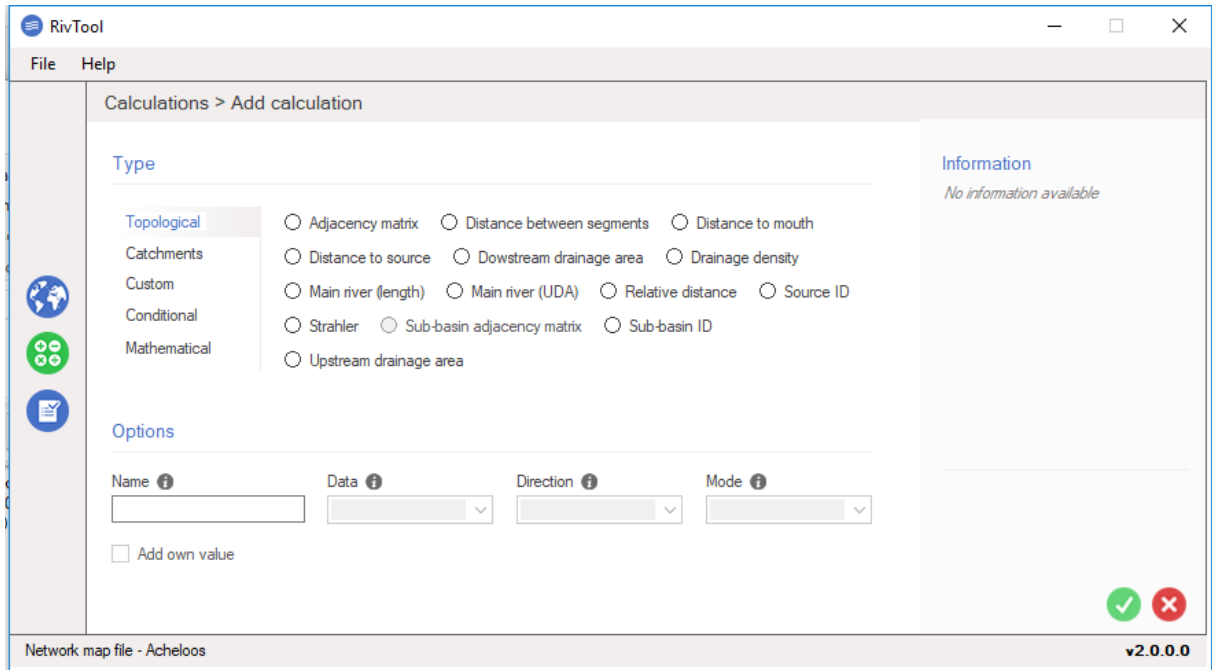 RivTool
File Help
Calculations > Add calculation
Type
Topological
Catchments
Custom
Conditional
Mathematical
Adjacency matrix Distance between segments Distance to mouth
Distance to source Dowstream drainage area Drainage density
Main river (length) Main river (UDA) Relative distance Source ID
Strahler Sub-basin adjacency matrix Sub-basin ID
Upstream drainage area
Options
Name Data Direction Mode
Add own value
Information
No information available
Network map file - Acheloos v2.0.0.0